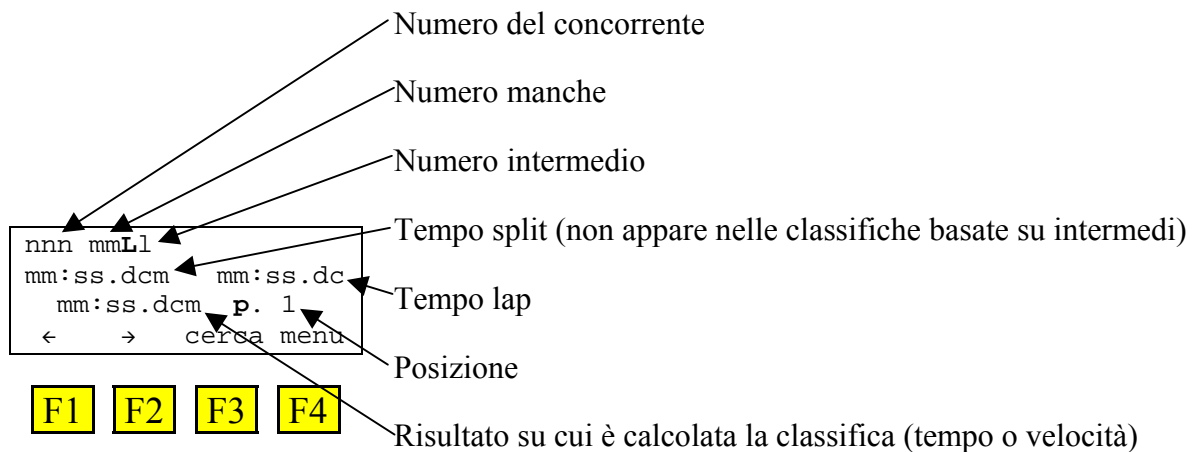 Numero del concorrente
Numero manche
Numero intermedio
Tempo split (non appare nelle classifiche basate su intermedi)
Tempo lap
Posizione
Risultato su cui è calcolata la classifica (tempo o velocità)
nnn mmLl
mm:ss.dcm mm:ss.dc
mm:ss.dcm p. 1
← → cerca menu
F1 F2 F3 F4